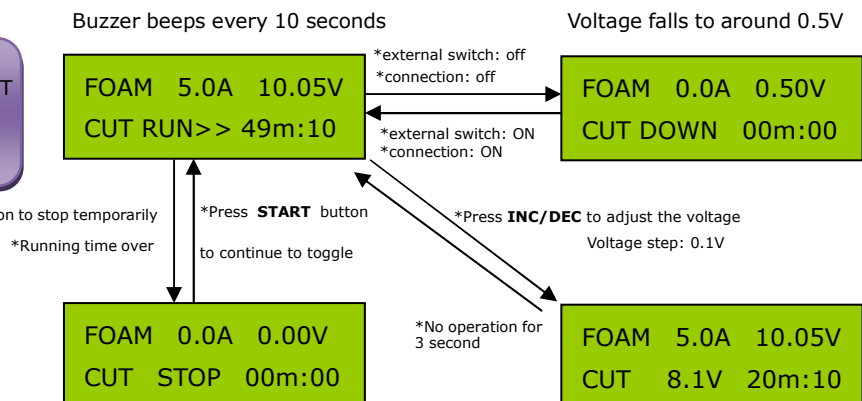 Buzzer beeps every 10 seconds
Voltage falls to around 0.5V
T
FOAM 5.0A 10.05V
CUT RUN>> 49m:10
*external switch: off
*connection: off
*external switch: ON
*connection: ON
FOAM 0.0A 0.50V
CUT DOWN 00m:00
on to stop temporarily
*Running time over
*Press START button
to continue to toggle
*Press INC/DEC to adjust the voltage
Voltage step: 0.1V
*No operation for
3 second
FOAM 0.0A 0.00V
CUT STOP 00m:00
FOAM 5.0A 10.05V
CUT 8.1V 20m:10